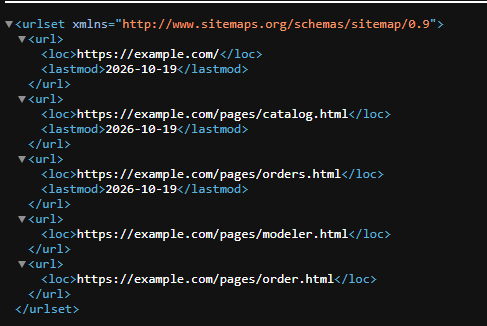 <urlset xmlns="http://www.sitemaps.org/schemas/sitemap/0.9">
<url>
<loc>https://example.com/</loc>
<lastmod>2026-10-19</lastmod>
</url>
<url>
<loc>https://example.com/pages/catalog.html</loc>
<lastmod>2026-10-19</lastmod>
</url>
<url>
<loc>https://example.com/pages/orders.html</loc>
<lastmod>2026-10-19</lastmod>
</url>
<url>
<loc>https://example.com/pages/modeler.html</loc>
</url>
<url>
<loc>https://example.com/pages/order.html</loc>
</url>
</urlset>